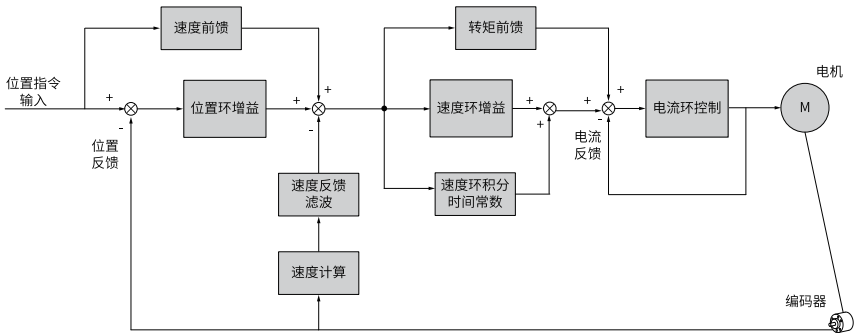 速度前馈
转矩前馈
电机
位置指令
输入
+
+
+
位置环增益
+
速度环增益
+
+
电流环控制
M
-
-
+
-
位置
反馈
电流
反馈
速度反馈
滤波
速度环积分
时间常数
速度计算
编码器